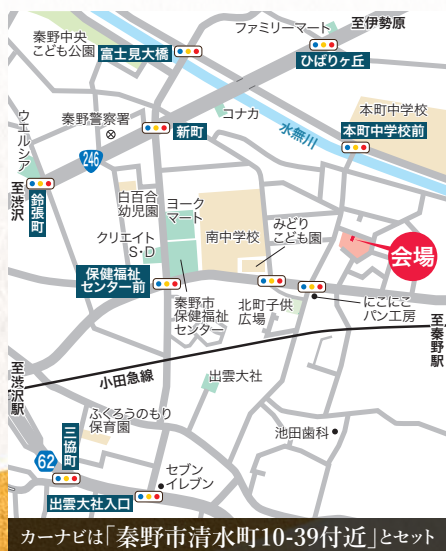 ファミリーマート
至伊勢原
秦野中央
こども公園
富士見大橋
ひばりヶ丘
本町中学校
コナカ
秦野警察署
新町
水無川
本町中学校前
ウエルシア
246
至渋沢
鈴張町
白百合
幼児園
ヨーク
マート
南中学校
みどり
こども園
クリエイト
S・D
会場
保健福祉
センター前
秦野市
保健福祉
センター
北町子供
広場
にこにこ
パン工房
至秦野駅
小田急線
至渋沢駅
出雲大社
ふくろうのもり
保育園
三協町
62
池田歯科
セブン
イレブン
出雲大社入口
カーナビは「秦野市清水町10-39付近」とセット